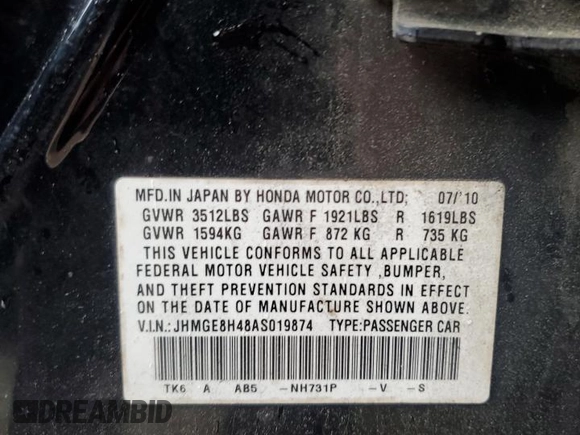 MFD.IN JAPAN BY HONDA MOTOR CO.,LTD; 07/'10
GVWR 3512LBS GAWR F 1921LBS R 1619LBS
GVWR 1594KG GAWR F 872 KG R 735 KG
THIS VEHICLE CONFORMS TO ALL APPLICABLE
FEDERAL MOTOR VEHICLE SAFETY ,BUMPER,
AND THEFT PREVENTION STANDARDS IN EFFECT
ON THE DATE OF MANUFACTURE SHOWN ABOVE.
V.I.N.: JHMGE8H48AS019874 TYPE:PASSENGER CAR
TK6 A AB5 -NH731P -V -S
DREAMBID